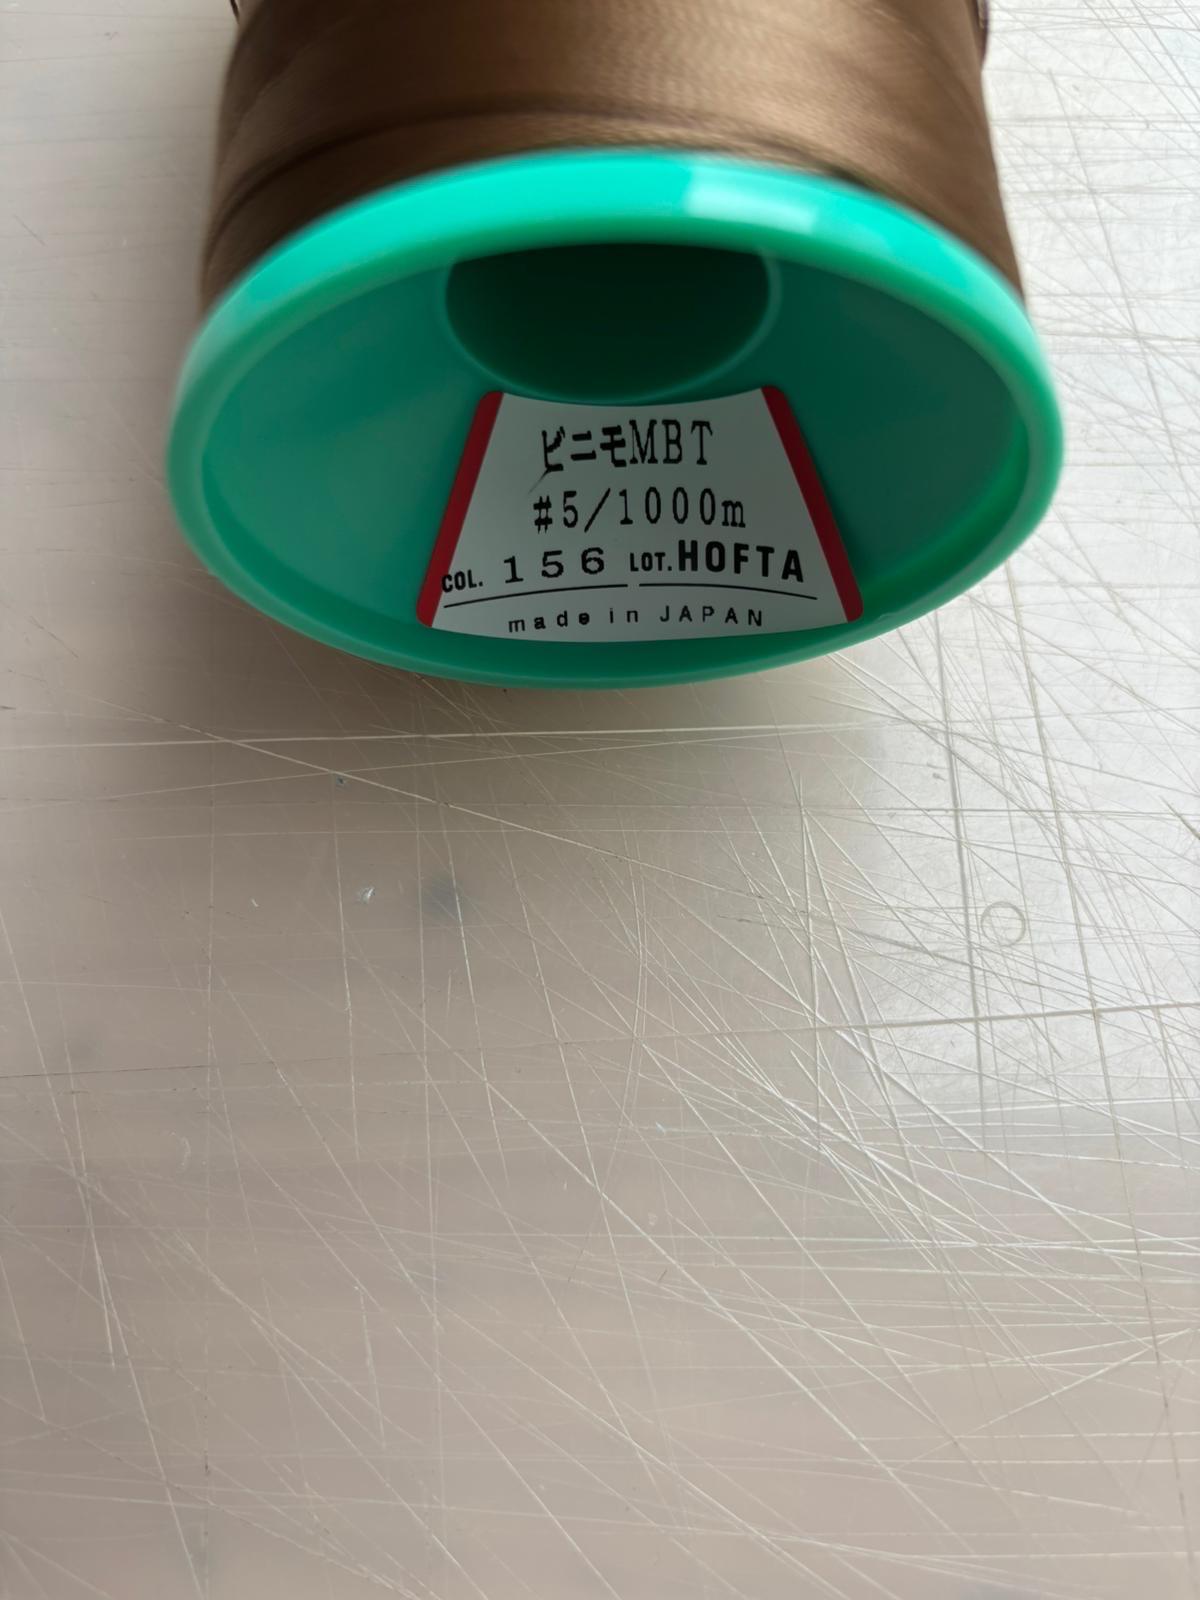 ビニモMBT
#5/1000m
COL. 156 LOT. HOFTA
made in JAPAN